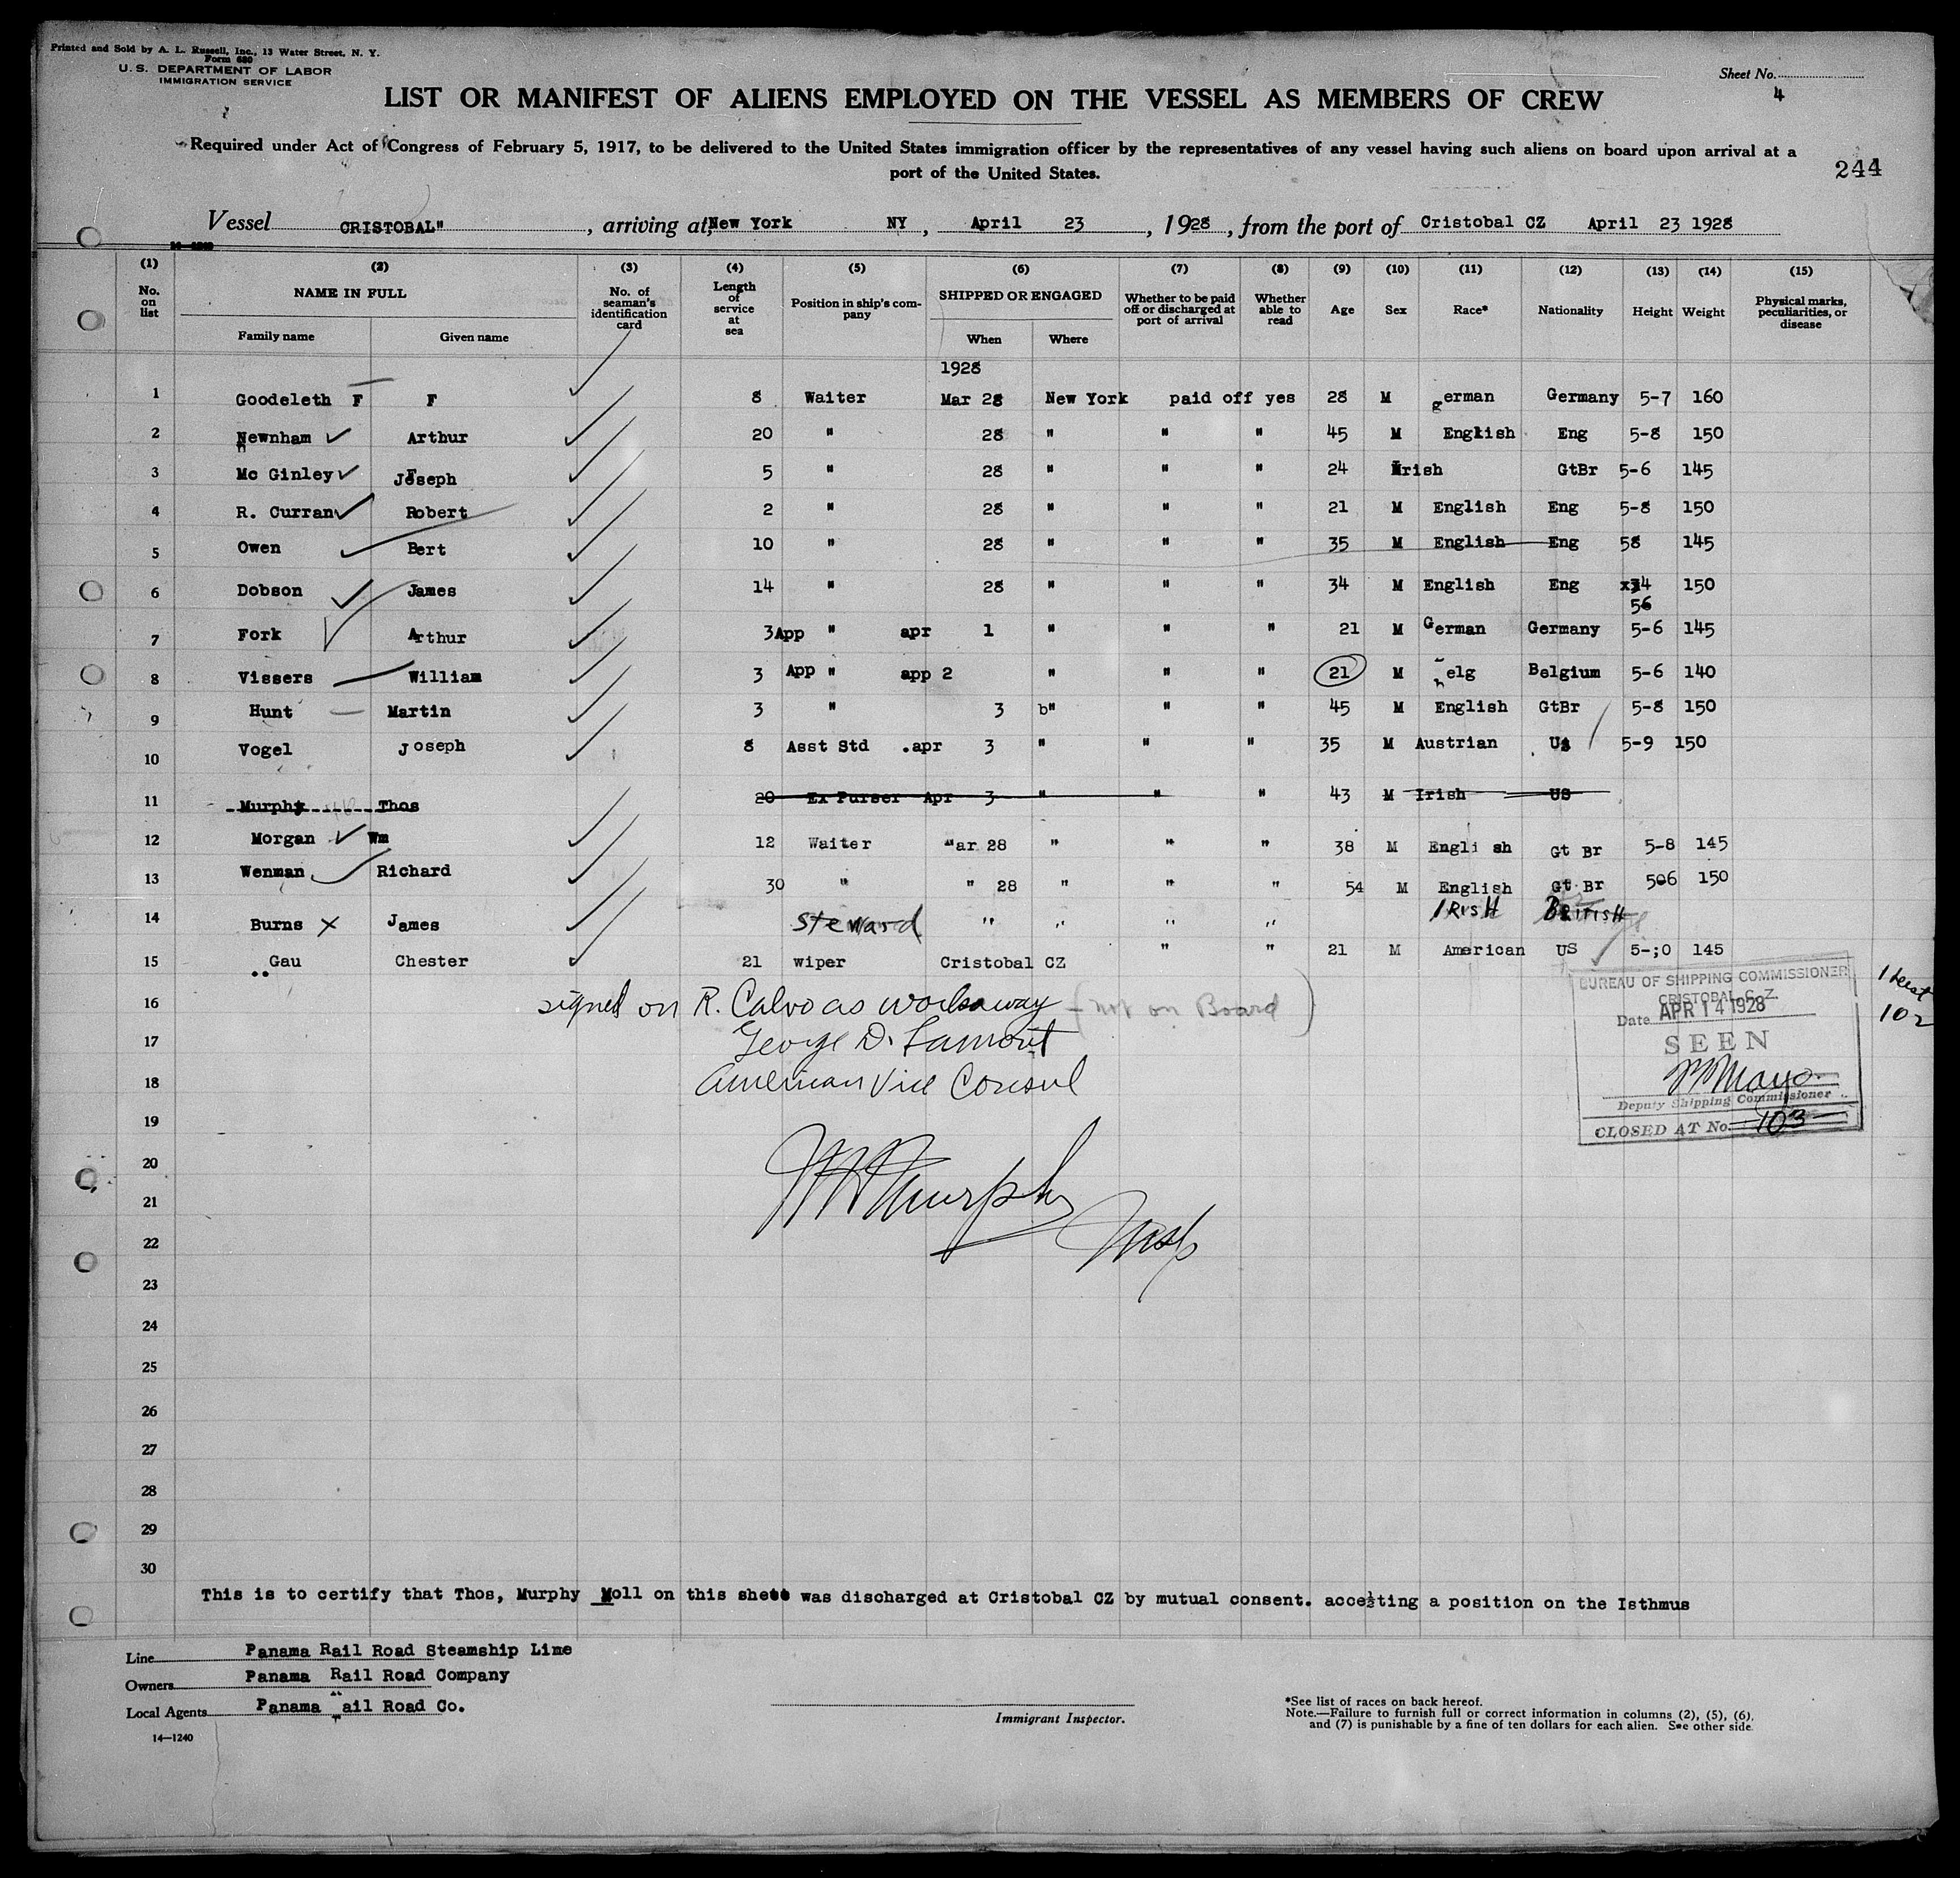 Printed and Sold by A. L. Russell, Inc., 13 Water Street, N. Y.
Form 680
U. S. DEPARTMENT OF LABOR
IMMIGRATION SERVICE
Sheet No.
4
LIST OR MANIFEST OF ALIENS EMPLOYED ON THE VESSEL AS MEMBERS OF CREW
Required under Act of Congress of February 5, 1917, to be delivered to the United States immigration officer by the representatives of any vessel having such aliens on board upon arrival at a
port of the United States.
244
Vessel CRISTOBAL" , arriving at New York NY , April 23 , 1928 , from the port of Cristobal CZ April 23 1928
(1) (2) (3) (4) (5) (6) (7) (8) (9) (10) (11) (12) (13) (14) (15)
No. on list NAME IN FULL Family name Given name No. of seaman's identification card Length of service at sea Position in ship's company SHIPPED OR ENGAGED When Where Whether to be paid off or discharged at port of arrival Whether able to read Age Sex Race* Nationality Height Weight Physical marks, peculiarities, or disease
1928
1 Goodeleth F F 8 Waiter Mar 28 New York paid off yes 28 M German Germany 5-7 160
2 Newnham Arthur 20 " 28 " " " 45 M English Eng 5-8 150
3 Mc Ginley Joseph 5 " 28 " " " 24 Irish GtBr 5-6 145
4 R. Curran Robert 2 " 28 " " " 21 M English Eng 5-8 150
5 Owen Bert 10 " 28 " " " 35 M English Eng 58 145
6 Dobson James 14 " 28 " " " 34 M English Eng x34 150
56
7 Fork Arthur 3 App " apr 1 " " " 21 M German Germany 5-6 145
8 Vissers William 3 App " app 2 " " " 21 M elg Belgium 5-6 140
9 Hunt Martin 3 " 3 b" " " 45 M English GtBr 5-8 150
10 Vogel Joseph 8 Asst Std .apr 3 " " " 35 M Austrian Us 5-9 150
11 Murphy Thos 20 Ex Purser Apr 3 " " " 43 M Irish US
12 Morgan Wm 12 Waiter "ar 28 " " " 38 M Engli sh Gt Br 5-8 145
13 Wenman Richard 30 " " 28 " " " 54 M English Gt Br 506 150
14 Burns James Steward " " " " IRISH BRITISH
15 Gau Chester 21 wiper Cristobal CZ " " 21 M American US 5-;0 145
16 signed on R. Calvo as workaway (not on Board)
17 George D. Lamont
18 American Vice Consul
19
20
21
22
23
24
25
26
27
28
29
30
BUREAU OF SHIPPING COMMISSIONER
CRISTOBAL C. Z.
Date APR 14 1928
SEEN
Mayo
Deputy Shipping Commissioner
CLOSED AT No. 103
102
Murphy
This is to certify that Thos, Murphy Noll on this sheet was discharged at Cristobal CZ by mutual consent. accepting a position on the Isthmus
Line Panama Rail Road Steamship Lime
Owners Panama Rail Road Company
Local Agents Panama ail Road Co.
14—1240
Immigrant Inspector.
*See list of races on back hereof.
Note.—Failure to furnish full or correct information in columns (2), (5), (6),
and (7) is punishable by a fine of ten dollars for each alien. See other side.